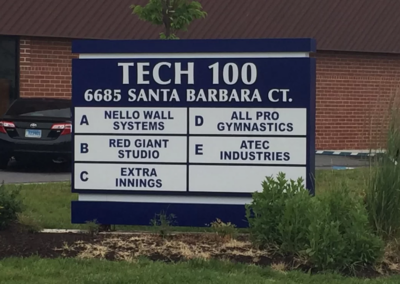 TECH 100
6685 SANTA BARBARA CT.
A NELLO WALL
SYSTEMS
B RED GIANT
STUDIO
C EXTRA
INNINGS
D ALL PRO
GYMNASTICS
E ATEC
INDUSTRIES